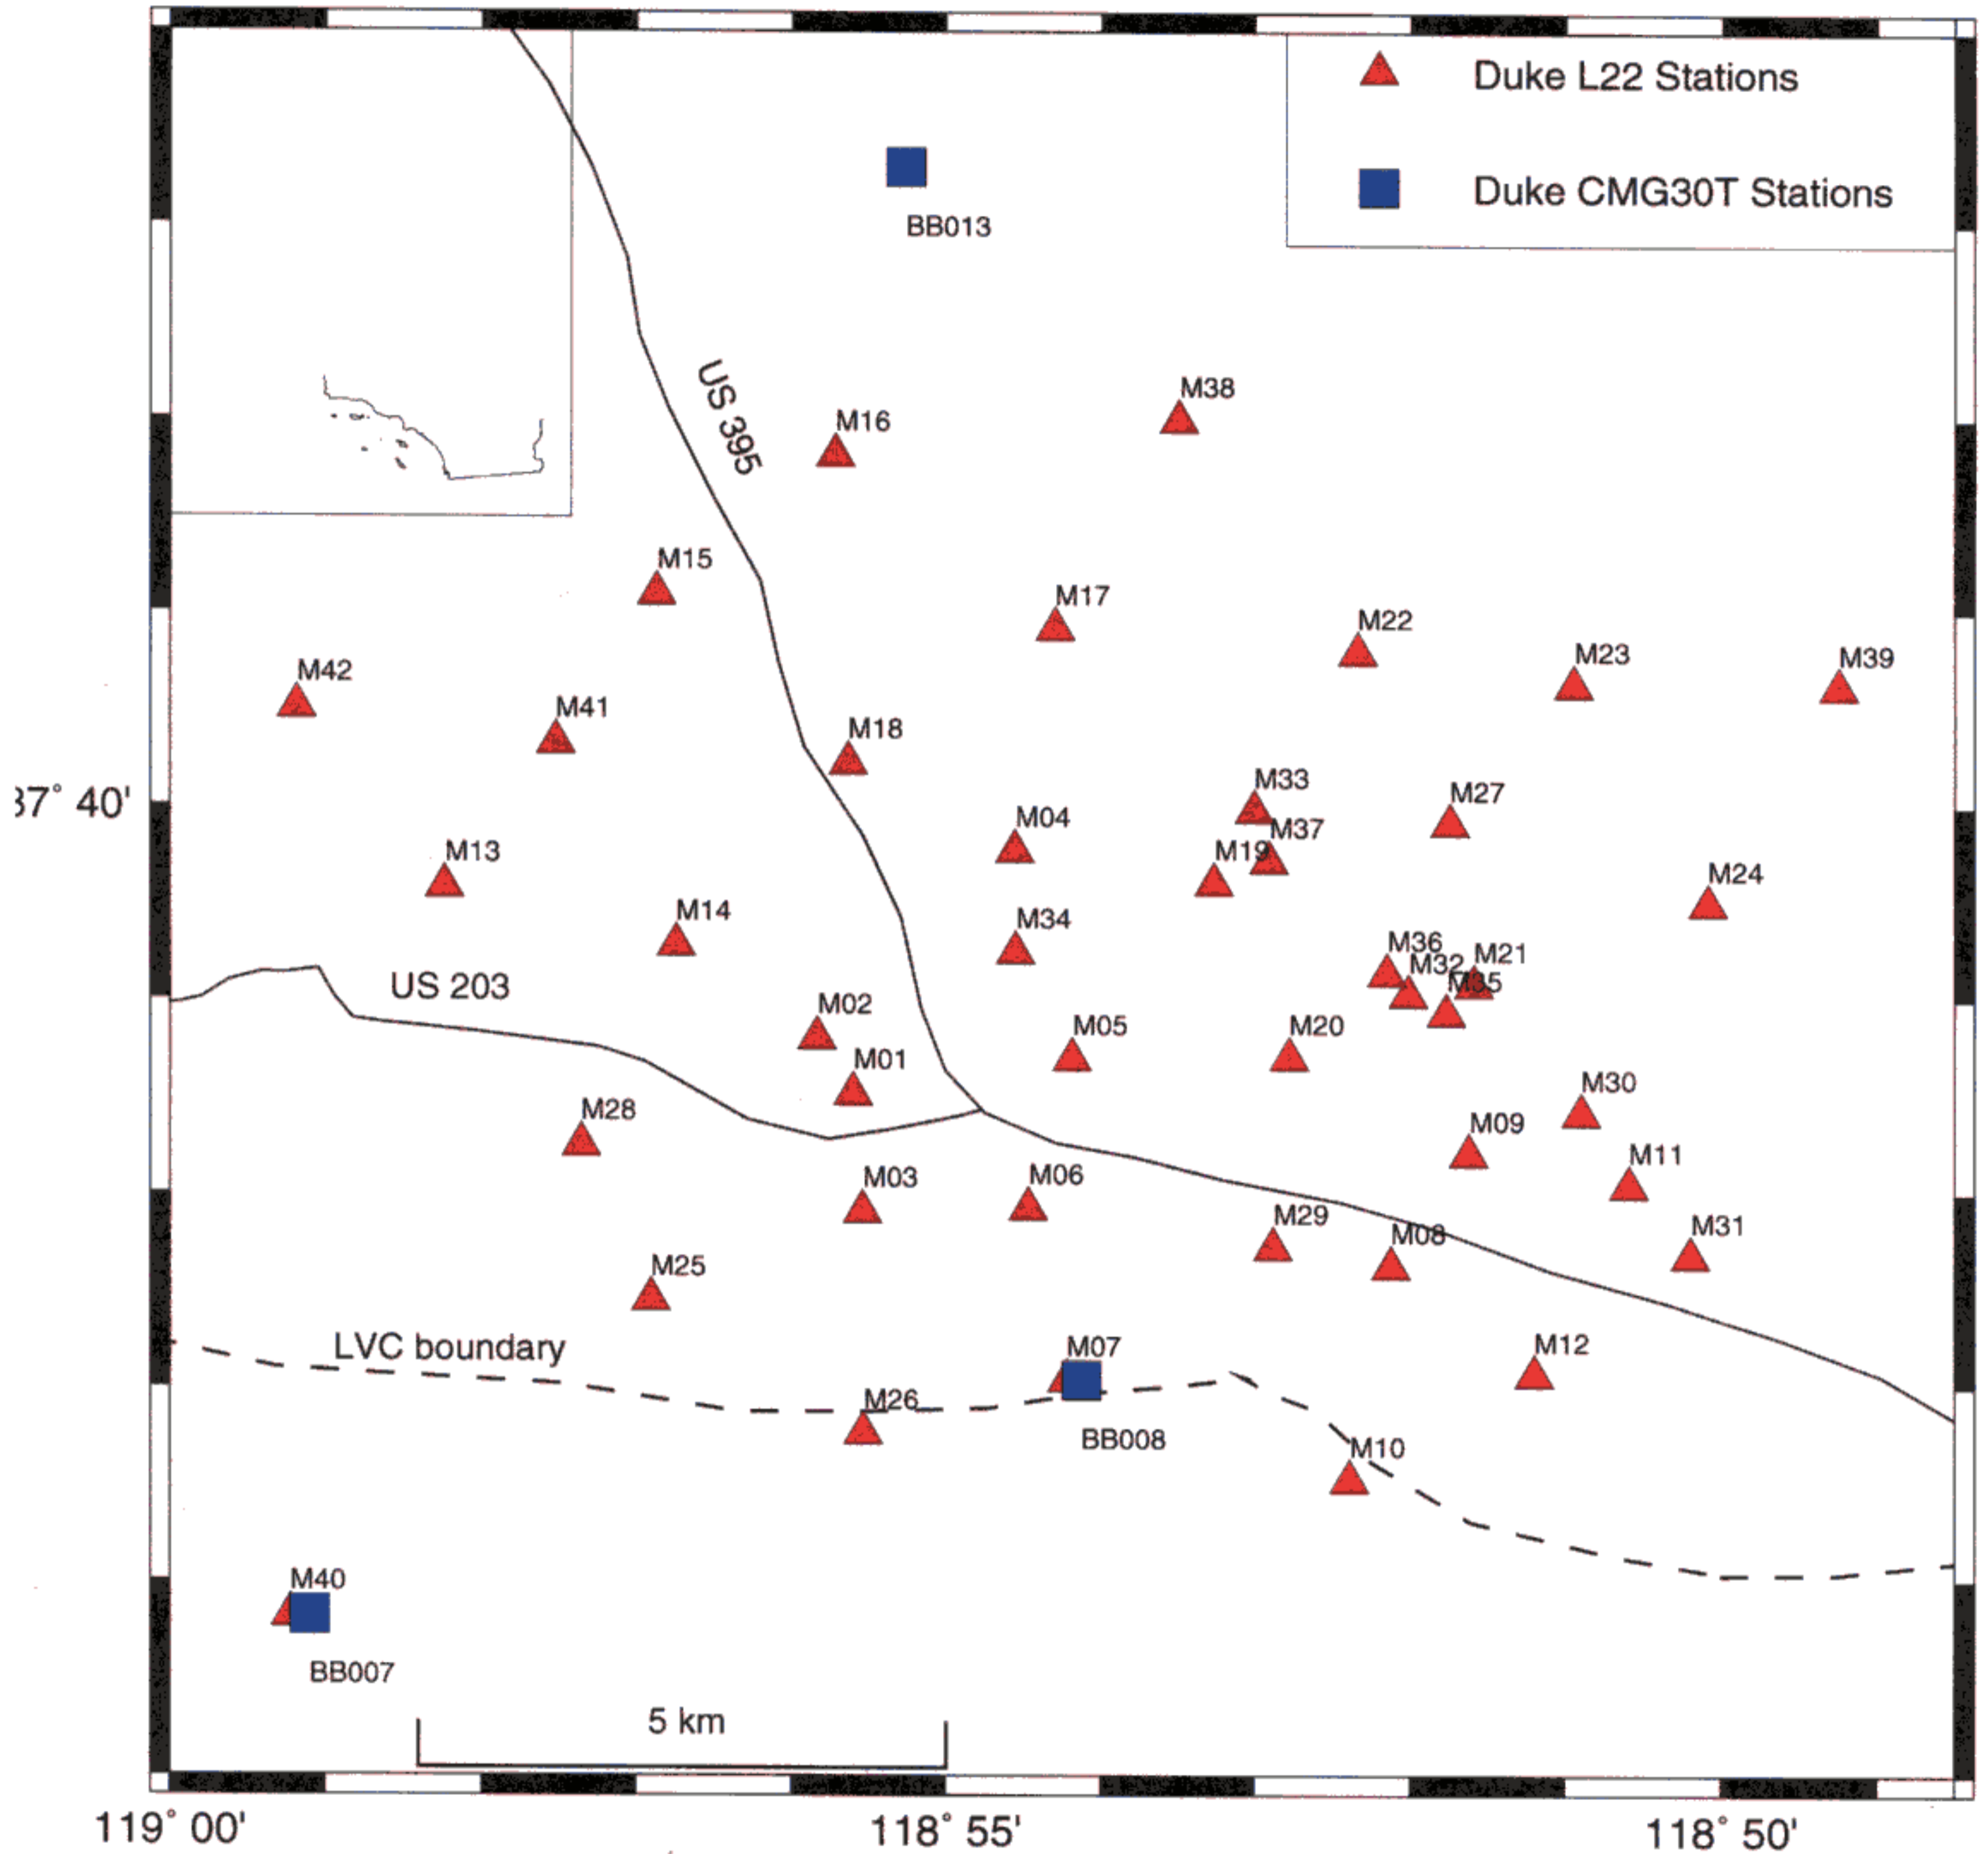 Duke L22 Stations
Duke CMG30T Stations
BB013
US 395
M38
M16
M15
M17
M22
M23
M39
M42
M41
M18
M33
M27
37° 40'
M04
M37
M19
M13
M24
M14
M34
M36
M21
M32
M35
US 203
M02
M05
M20
M01
M30
M28
M09
M11
M03
M06
M29
M08
M31
M25
LVC boundary
M07
M12
M26
BB008
M10
M40
BB007
5 km
119° 00'
118° 55'
118° 50'